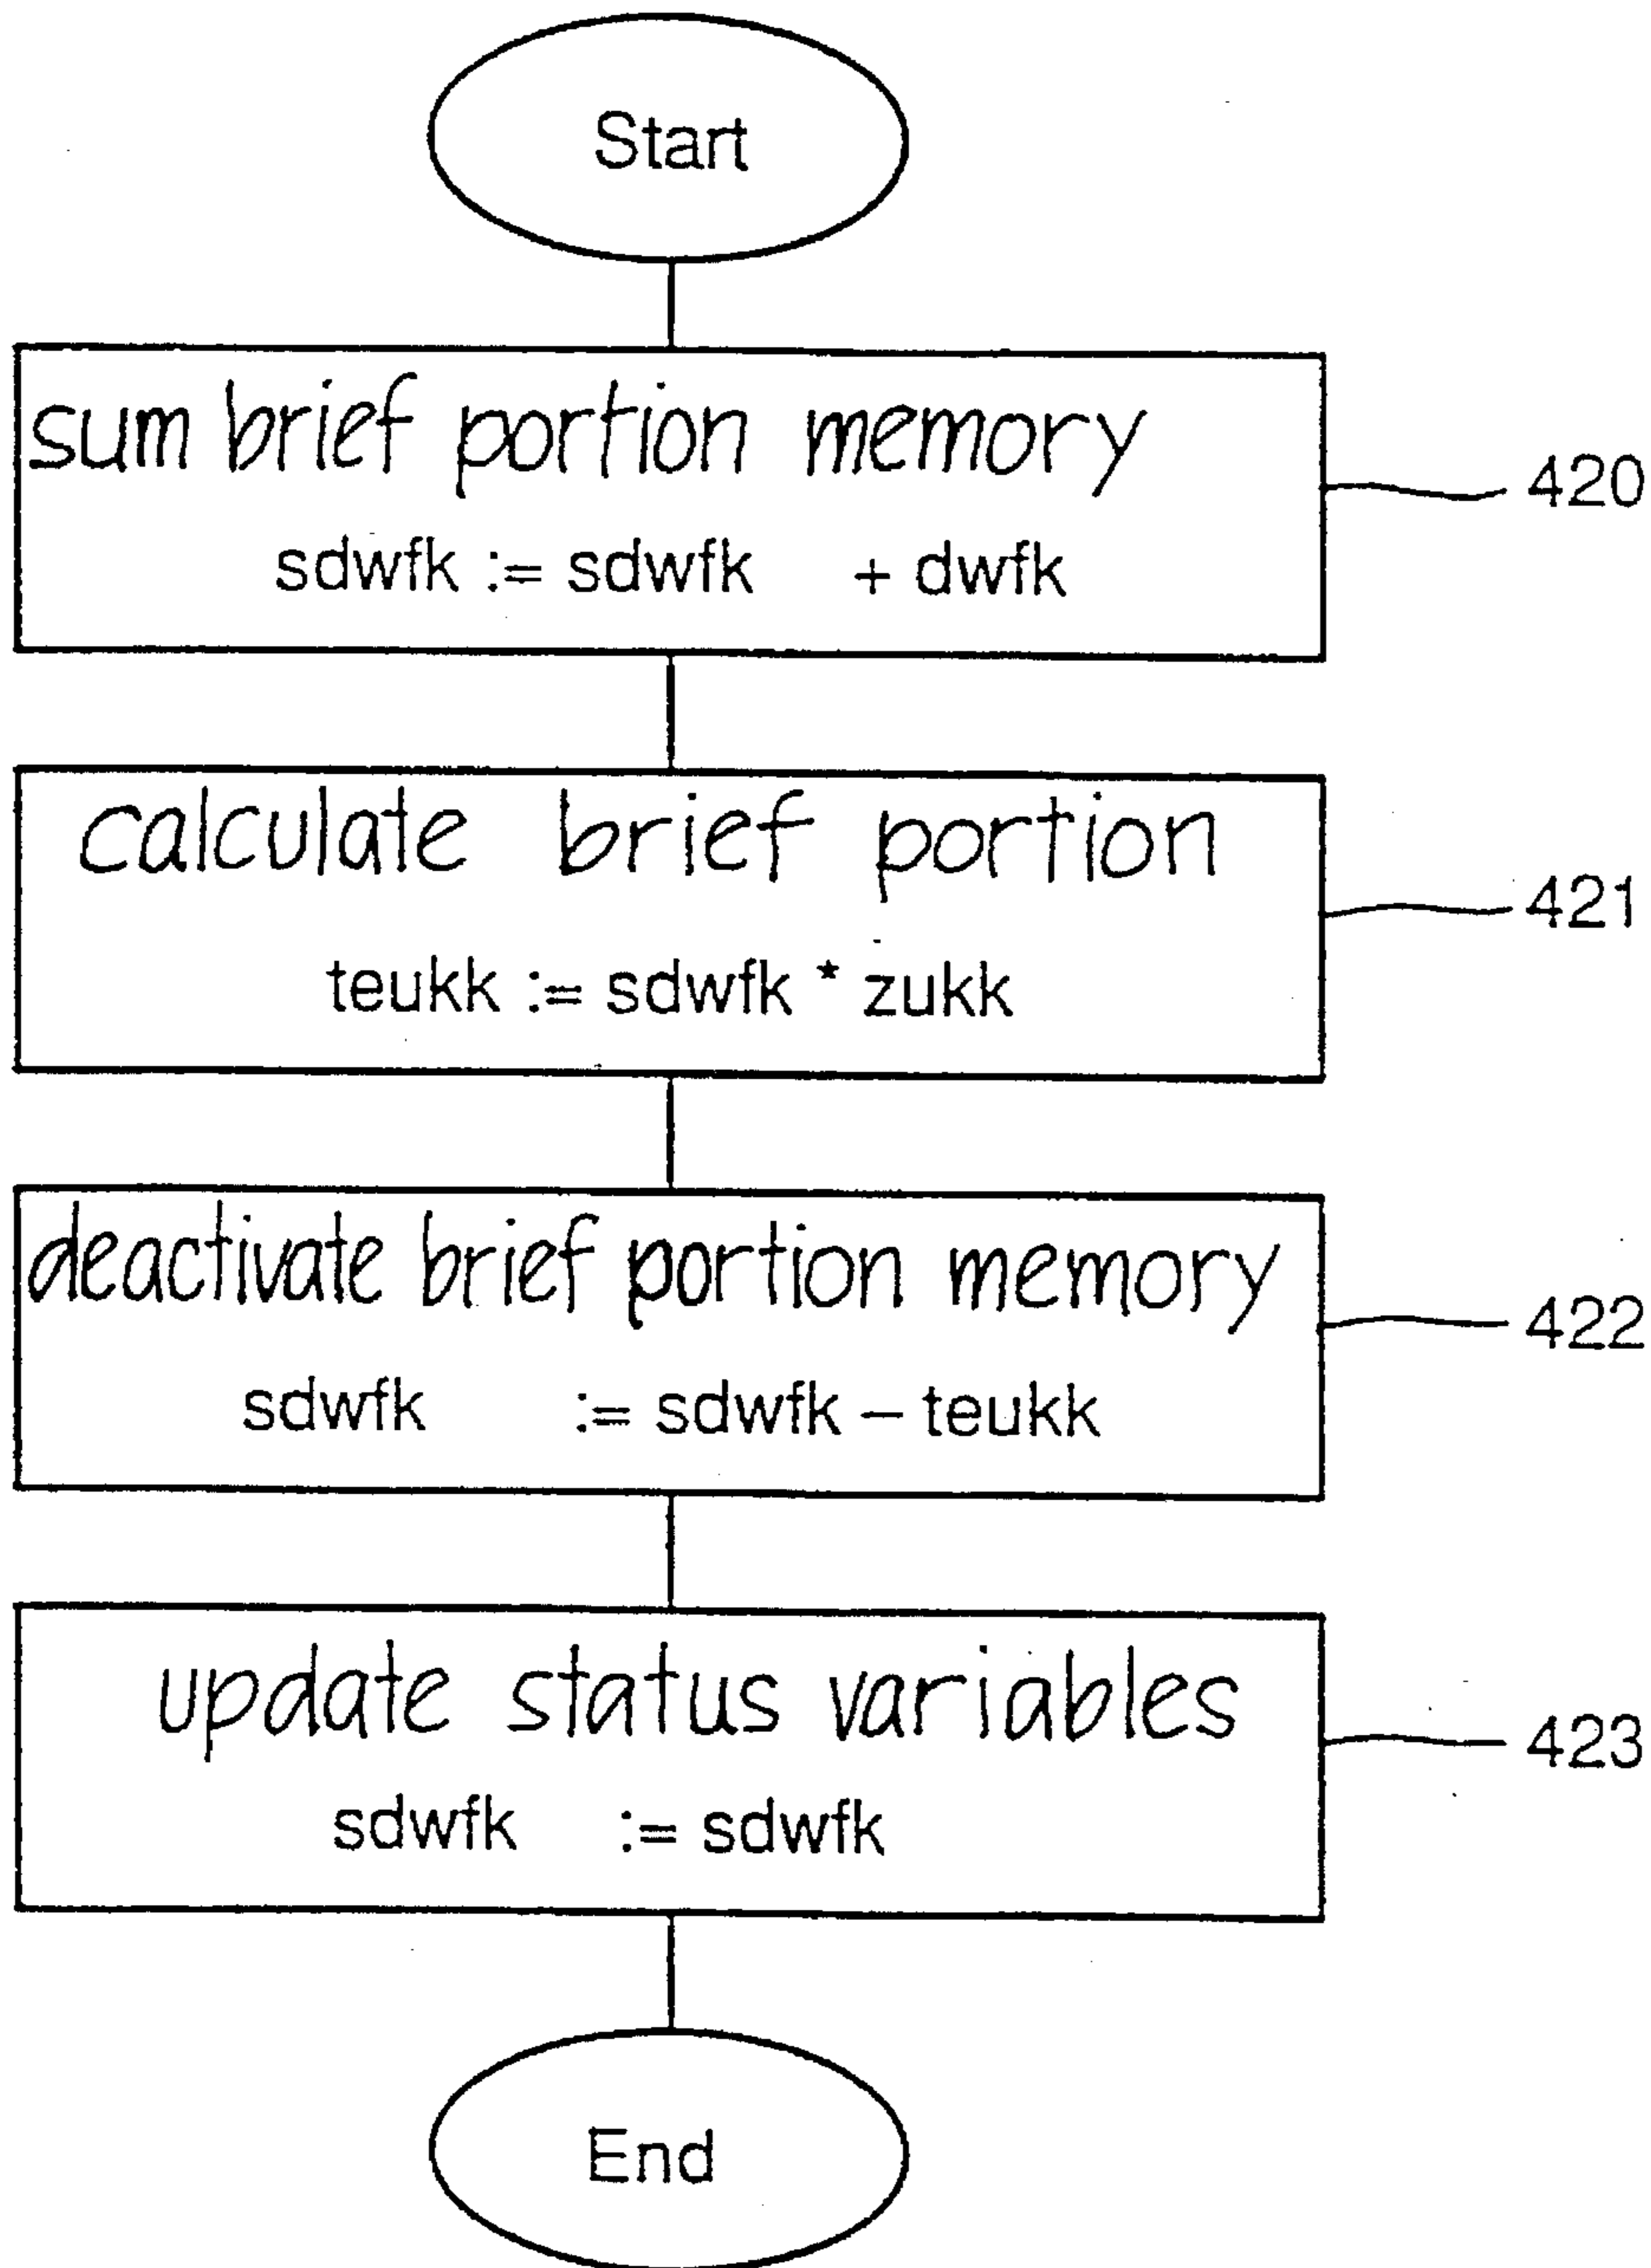 Start
sum brief portion memory
sdwfk := sdwfk + dwfk
420
calculate brief portion
teukk := sdwfk * zukk
421
deactivate brief portion memory
sdwfk := sdwfk – teukk
422
update status variables
sdwfk := sdwfk
423
End